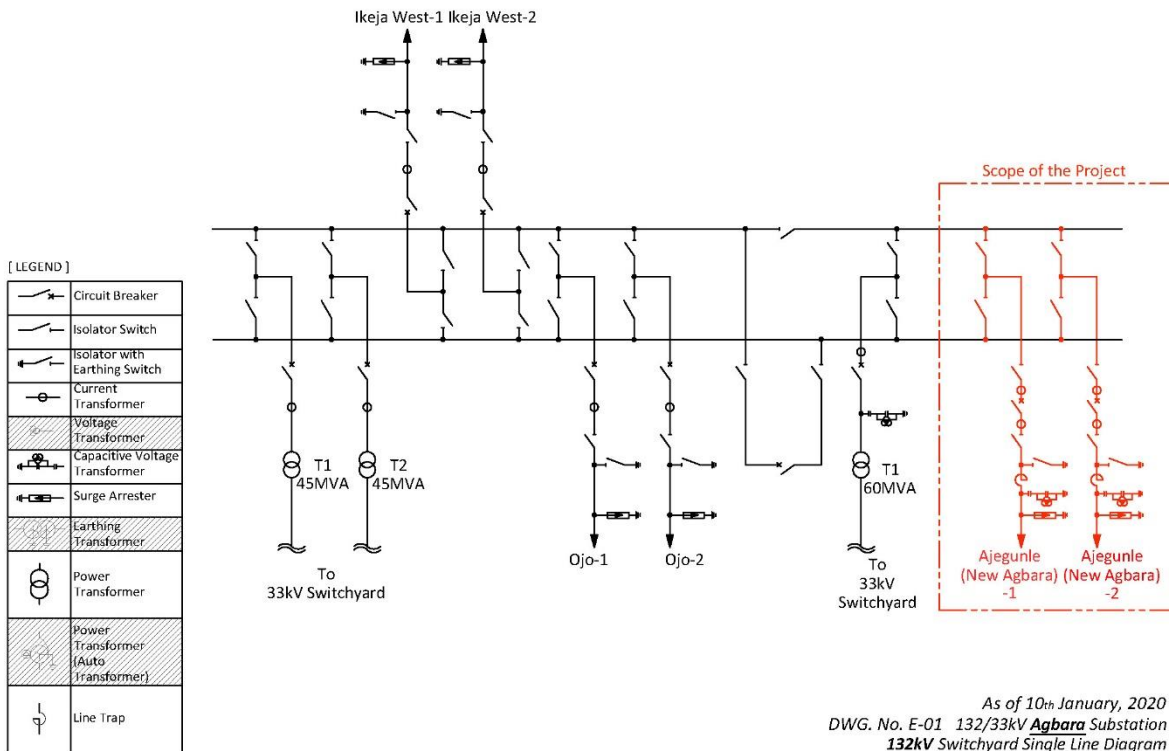 Ikeja West-1 Ikeja West-2
Scope of the Project
[ LEGEND ]
Circuit Breaker
Isolator Switch
Isolator with
Earthing Switch
Current
Transformer
Voltage
Transformer
Capacitive Voltage
Transformer
Surge Arrester
Earthing
Transformer
Power
Transformer
Power
Transformer
(Auto
Transformer)
Line Trap
T1
45MVA
T2
45MVA
To
33kV Switchyard
Ojo-1
Ojo-2
T1
60MVA
To
33kV
Switchyard
Ajegunle
(New Agbara)
-1
Ajegunle
(New Agbara)
-2
As of 10th January, 2020
DWG. No. E-01 132/33kV Agbara Substation
132kV Switchyard Single Line Diagram